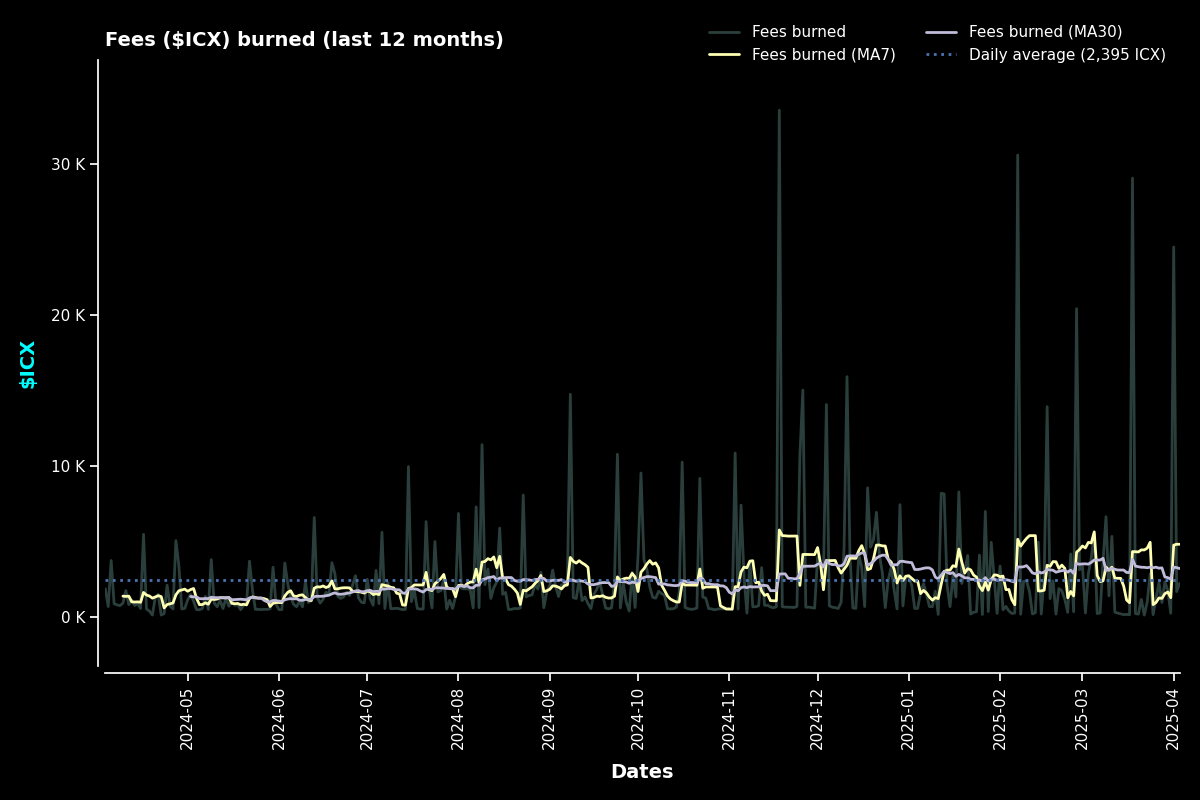 Fees ($ICX) burned (last 12 months)
Fees burned
Fees burned (MA7)
Fees burned (MA30)
Daily average (2,395 ICX)
30 K
20 K
10 K
0 K
$ICX
2024-05
2024-06
2024-07
2024-08
2024-09
2024-10
2024-11
2024-12
2025-01
2025-02
2025-03
2025-04
Dates